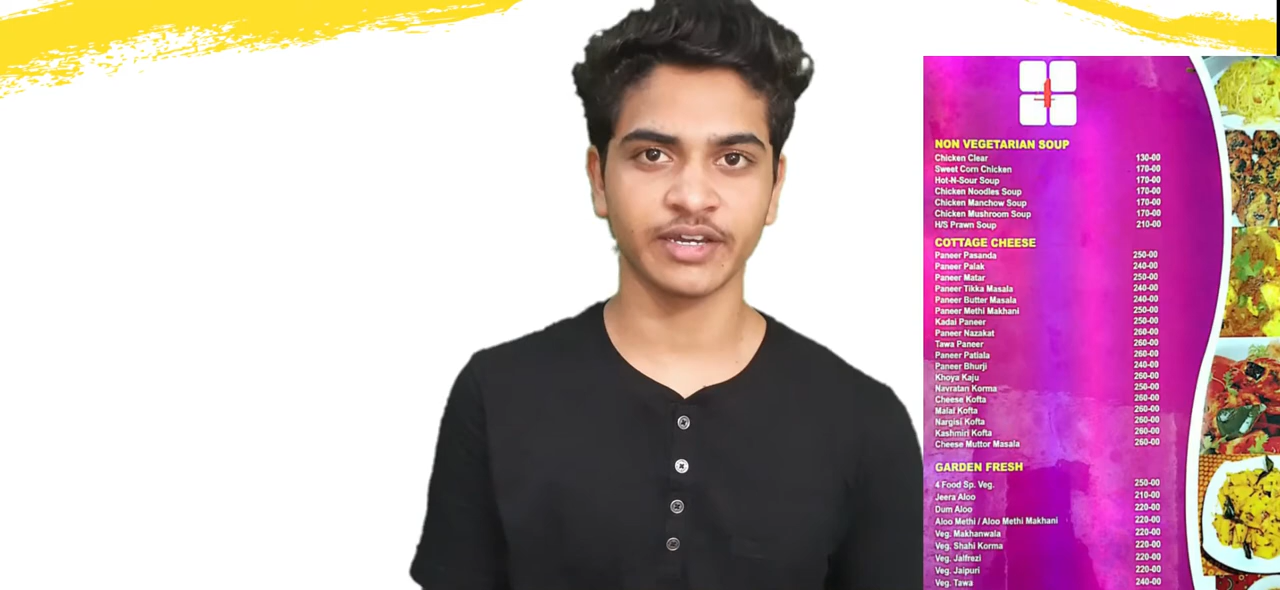 NON VEGETARIAN SOUP
Chicken Clear 130-00
Sweet Corn Chicken 170-00
Hot-N-Sour Soup 170-00
Chicken Noodles Soup 170-00
Chicken Manchow Soup 170-00
Chicken Mushroom Soup 170-00
H/S Prawn Soup 210-00
COTTAGE CHEESE
Paneer Pasanda 250-00
Paneer Palak 240-00
Paneer Matar 250-00
Paneer Tikka Masala 240-00
Paneer Butter Masala 240-00
Paneer Methi Makhani 250-00
Kadai Paneer 250-00
Paneer Nazakat 260-00
Tawa Paneer 260-00
Paneer Patiala 260-00
Paneer Bhurji 240-00
Khoya Kaju 260-00
Navratan Korma 250-00
Cheese Kofta 260-00
Malai Kofta 260-00
Nargisi Kofta 260-00
Kashmiri Kofta 260-00
Cheese Muttor Masala 260-00
GARDEN FRESH
4 Food Sp. Veg. 250-00
Jeera Aloo 210-00
Dum Aloo 220-00
Aloo Methi / Aloo Methi Makhani 220-00
Veg. Makhanwala 220-00
Veg. Shahi Korma 220-00
Veg. Jalfrezi 220-00
Veg. Jaipuri 220-00
Veg. Tawa 240-00